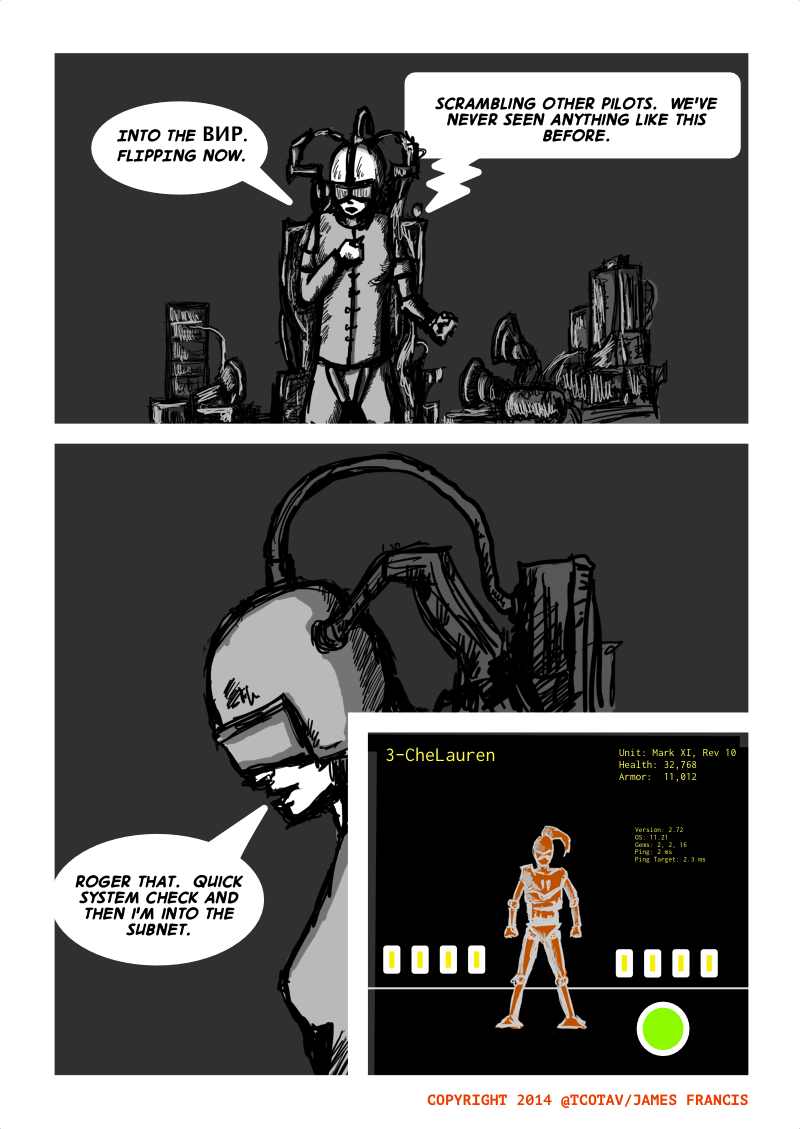 INTO THE ВИР.
FLIPPING NOW.
SCRAMBLING OTHER PILOTS. WE'VE
NEVER SEEN ANYTHING LIKE THIS
BEFORE.
ROGER THAT. QUICK
SYSTEM CHECK AND
THEN I'M INTO THE
SUBNET.
3-CheLauren
Unit: Mark XI, Rev 10
Health: 32,768
Armor: 11,012
Version: 2.72
OS: 11.21
Gems: 2, 2, 16
Ping: 2 ms
Ping Target: 2.3 ms
COPYRIGHT 2014 @TCOTAV/JAMES FRANCIS